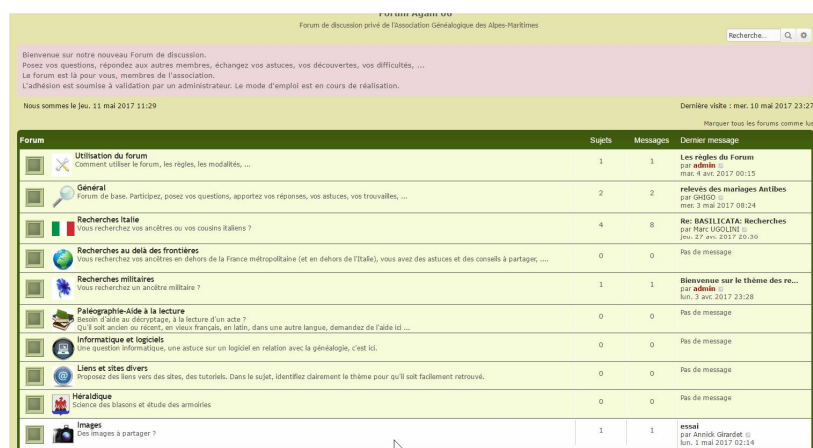 Forum Agam 06
Forum de discussion privé de l'Association Généalogique des Alpes-Maritimes
Recherche...
Bienvenue sur notre nouveau Forum de discussion.
Posez vos questions, répondez aux autres membres, échangez vos astuces, vos découvertes, vos difficultés, ...
Le forum est là pour vous, membres de l'association.
L'adhésion est soumise à validation par un administrateur. Le mode d'emploi est en cours de réalisation.
Nous sommes le jeu. 11 mai 2017 11:29
Dernière visite : mer. 10 mai 2017 23:27
Marquer tous les forums comme lus
Forum Sujets Messages Dernier message
Utilisation du forum
Comment utiliser le forum, les règles, les modalités, ...
1 1
Les règles du Forum
par admin
mar. 4 avr. 2017 00:15
Général
Forum de base. Participez, posez vos questions, apportez vos réponses, vos astuces, vos trouvailles, ...
2 2
relevés des mariages Antibes
par GHIGO
mer. 3 mai 2017 08:24
Recherches Italie
Vous recherchez vos ancêtres ou vos cousins italiens ?
4 8
Re: BASILICATA: Recherches
par Marc UGOLINI
jeu. 27 avr. 2017 20:30
Recherches au delà des frontières
Vous recherchez vos ancêtres en dehors de la France métropolitaine (et en dehors de l'Italie), vous avez des astuces et des conseils à partager, ....
0 0
Pas de message
Recherches militaires
Vous recherchez un ancêtre militaire ?
1 1
Bienvenue sur le thème des re...
par admin
lun. 3 avr. 2017 23:28
Paléographie-Aide à la lecture
Besoin d'aide au décryptage, à la lecture d'un acte ?
Qu'il soit ancien ou récent, en vieux français, en latin, dans une autre langue, demandez de l'aide ici ...
0 0
Pas de message
Informatique et logiciels
Une question informatique, une astuce sur un logiciel en relation avec la généalogie, c'est ici.
0 0
Pas de message
Liens et sites divers
Proposez des liens vers des sites, des tutoriels. Dans le sujet, identifiez clairement le thème pour qu'il soit facilement retrouvé.
0 0
Pas de message
Héraldique
Science des blasons et étude des armoiries
0 0
Pas de message
Images
Des images à partager ?
1 1
essai
par Annick Girardet
lun. 1 mai 2017 02:14